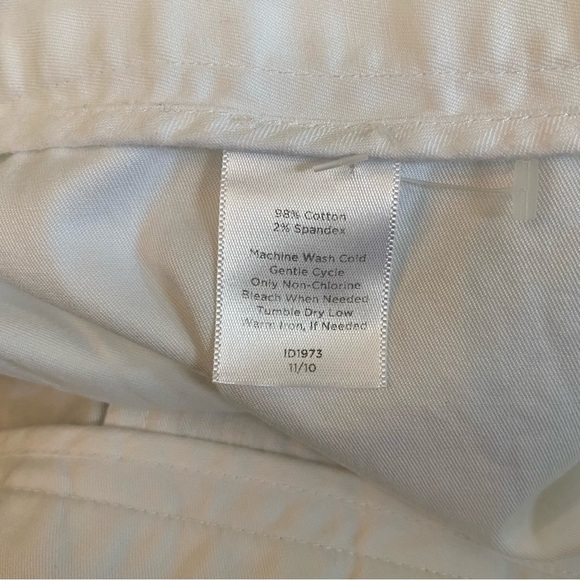 98% Cotton
2% Spandex
Machine Wash Cold
Gentle Cycle
Only Non-Chlorine
Bleach When Needed
Tumble Dry Low
Warm Iron, If Needed
ID1973
11/10